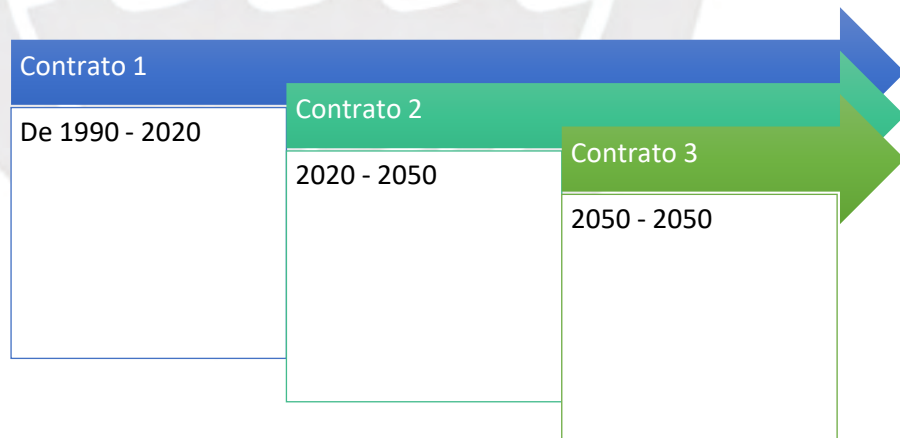 Contrato 1
De 1990 - 2020
Contrato 2
2020 - 2050
Contrato 3
2050 - 2050